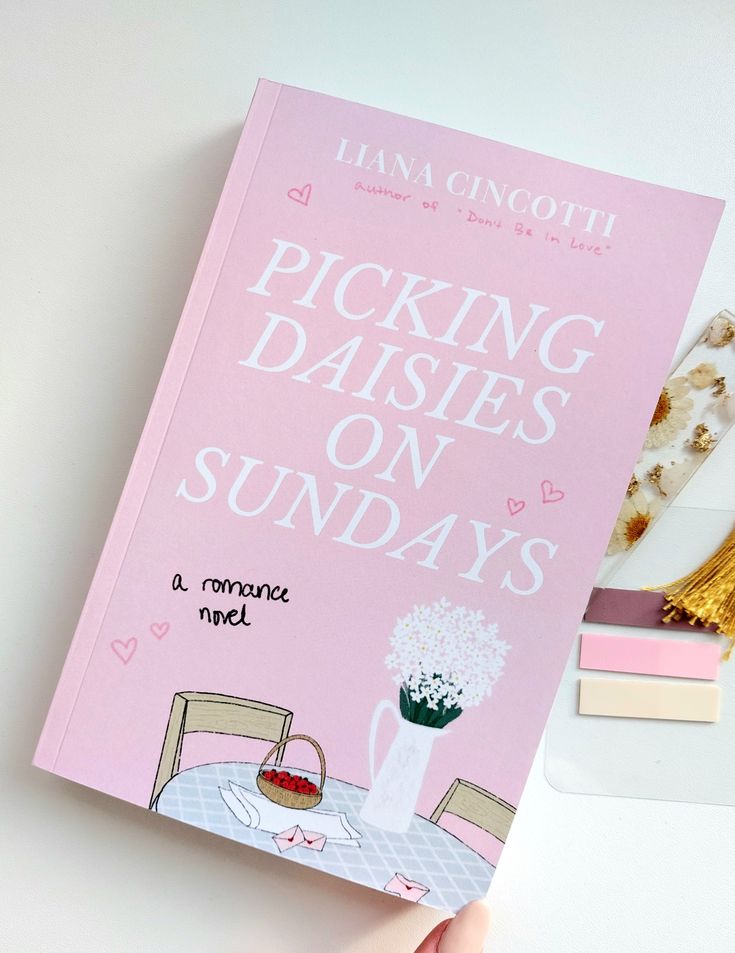 LIANA CINCOTTI
author of "Don't Be In Love"
PICKING
DAISIES
ON
SUNDAYS
a romance
novel